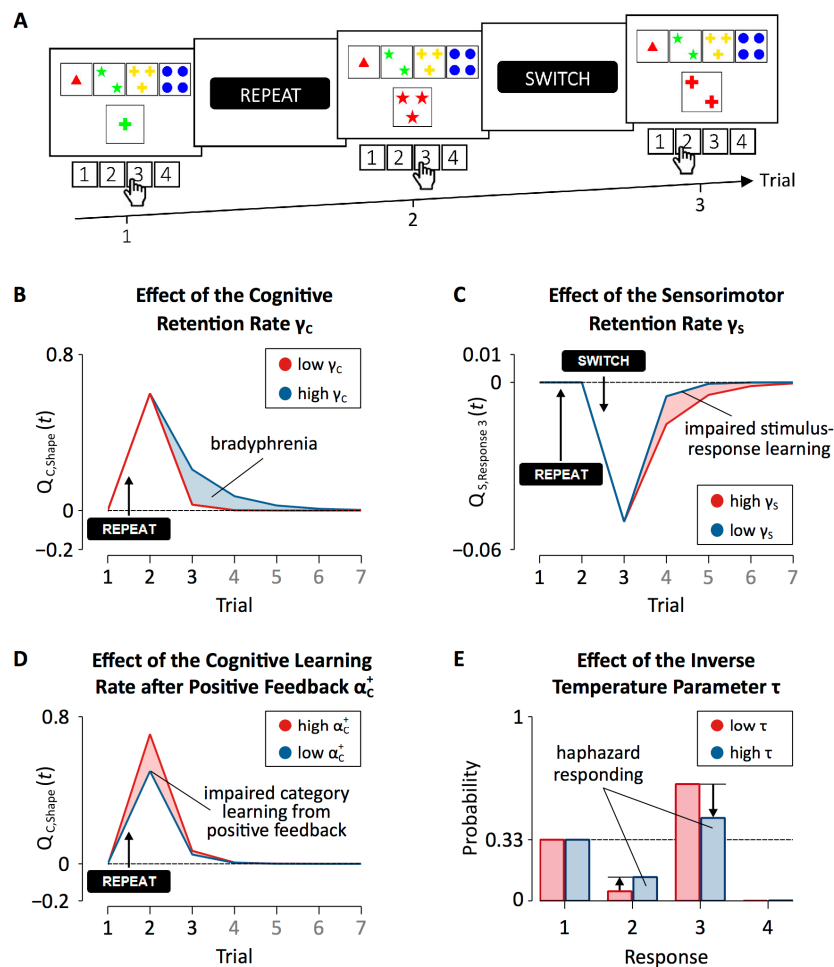 A
REPEAT
SWITCH
1 2 3 4
1 2 3 4
1 2 3 4
Trial
1
2
3
B
Effect of the Cognitive
Retention Rate γC
0.8
0
−0.2
Q C,Shape (t)
low γC
high γC
bradyphrenia
REPEAT
1 2 3 4 5 6 7
Trial
C
Effect of the Sensorimotor
Retention Rate γS
0.01
0
−0.06
Q S,Response 3 (t)
SWITCH
REPEAT
impaired stimulus-
response learning
high γS
low γS
1 2 3 4 5 6 7
Trial
D
Effect of the Cognitive Learning
Rate after Positive Feedback α⁺C
0.8
0
−0.2
Q C,Shape (t)
high α⁺C
low α⁺C
impaired category
learning from
positive feedback
REPEAT
1 2 3 4 5 6 7
Trial
E
Effect of the Inverse
Temperature Parameter τ
1
0.33
0
Probability
low τ
high τ
haphazard
responding
1 2 3 4
Response